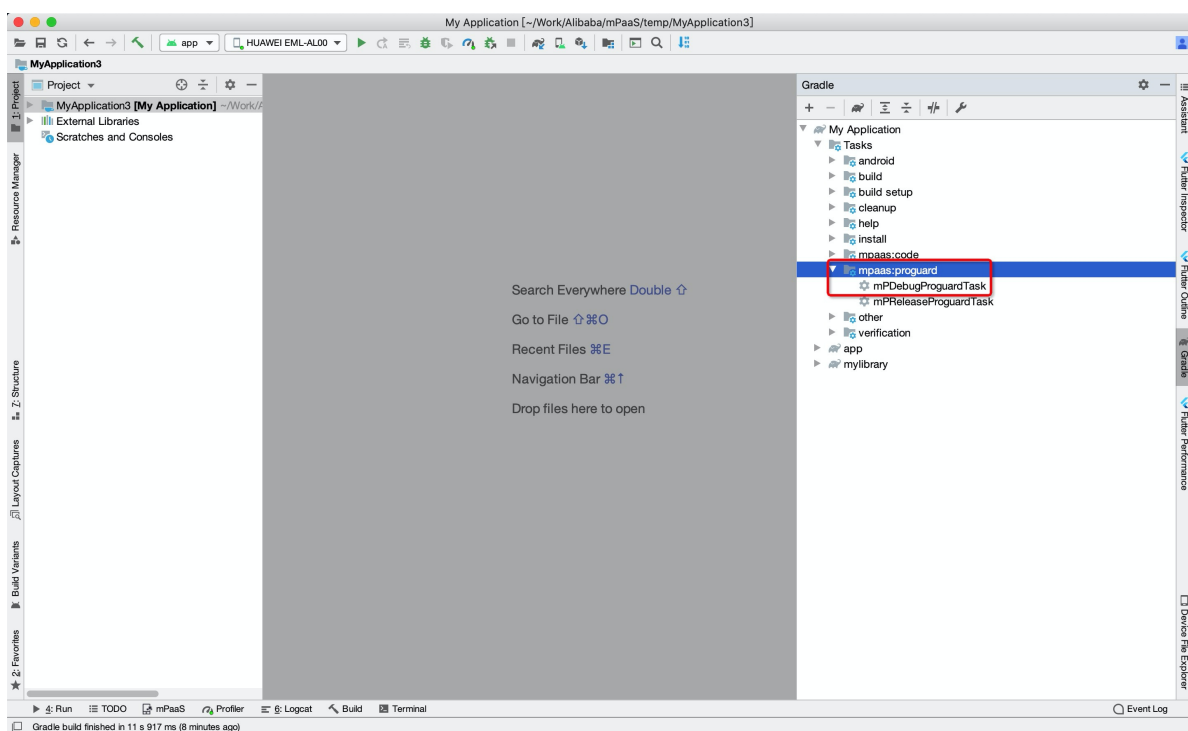 My Application [~/Work/Alibaba/mPaaS/temp/MyApplication3]
app
HUAWEI EML-AL00
MyApplication3
Project
MyApplication3 [My Application] ~/Work/A
External Libraries
Scratches and Consoles
1: Project
Resource Manager
Z: Structure
Layout Captures
Build Variants
2: Favorites
Search Everywhere Double ⇧
Go to File ⇧⌘O
Recent Files ⌘E
Navigation Bar ⌘↑
Drop files here to open
Gradle
My Application
Tasks
android
build
build setup
cleanup
help
install
mpaas:code
mpaas:proguard
mPDebugProguardTask
mPReleaseProguardTask
other
verification
app
mylibrary
Assistant
Flutter Inspector
Flutter Outline
Gradle
Flutter Performance
Device File Explorer
4: Run
TODO
mPaaS
Profiler
6: Logcat
Build
Terminal
Event Log
Gradle build finished in 11 s 917 ms (8 minutes ago)